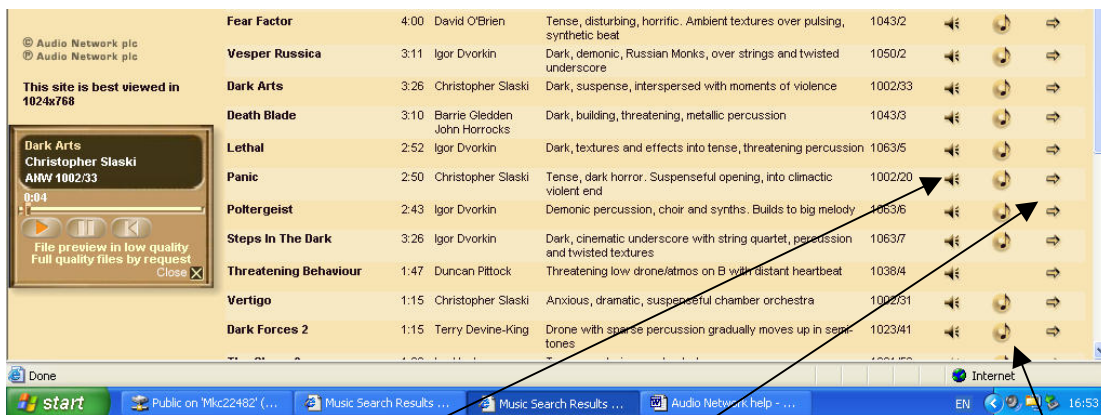 Fear Factor 4:00 David O'Brien Tense, disturbing, horrific. Ambient textures over pulsing, 1043/2
synthetic beat
© Audio Network plc
℗ Audio Network plc
Vesper Russica 3:11 Igor Dvorkin Dark, demonic, Russian Monks, over strings and twisted 1050/2
underscore
This site is best viewed in
1024x768
Dark Arts 3:26 Christopher Slaski Dark, suspense, interspersed with moments of violence 1002/33
Death Blade 3:10 Barrie Gledden Dark, building, threatening, metallic percussion 1043/3
John Horrocks
Dark Arts
Christopher Slaski
ANW 1002/33
0:04
File preview in low quality
Full quality files by request
Close
Lethal 2:52 Igor Dvorkin Dark, textures and effects into tense, threatening percussion 1063/5
Panic 2:50 Christopher Slaski Tense, dark horror. Suspenseful opening, into climactic 1002/20
violent end
Poltergeist 2:43 Igor Dvorkin Demonic percussion, choir and synths. Builds to big melody 1063/6
Steps In The Dark 3:26 Igor Dvorkin Dark, cinematic underscore with string quartet, percussion 1063/7
and twisted textures
Threatening Behaviour 1:47 Duncan Pittock Threatening low drone/atmos on B with distant heartbeat 1038/4
Vertigo 1:15 Christopher Slaski Anxious, dramatic, suspenseful chamber orchestra 1002/31
Dark Forces 2 1:15 Terry Devine-King Drone with sparse percussion gradually moves up in semi- 1023/41
tones
Done Internet
start Public on 'Mkc22482' (... Music Search Results ... Music Search Results ... Audio Network help - ... EN 16:53